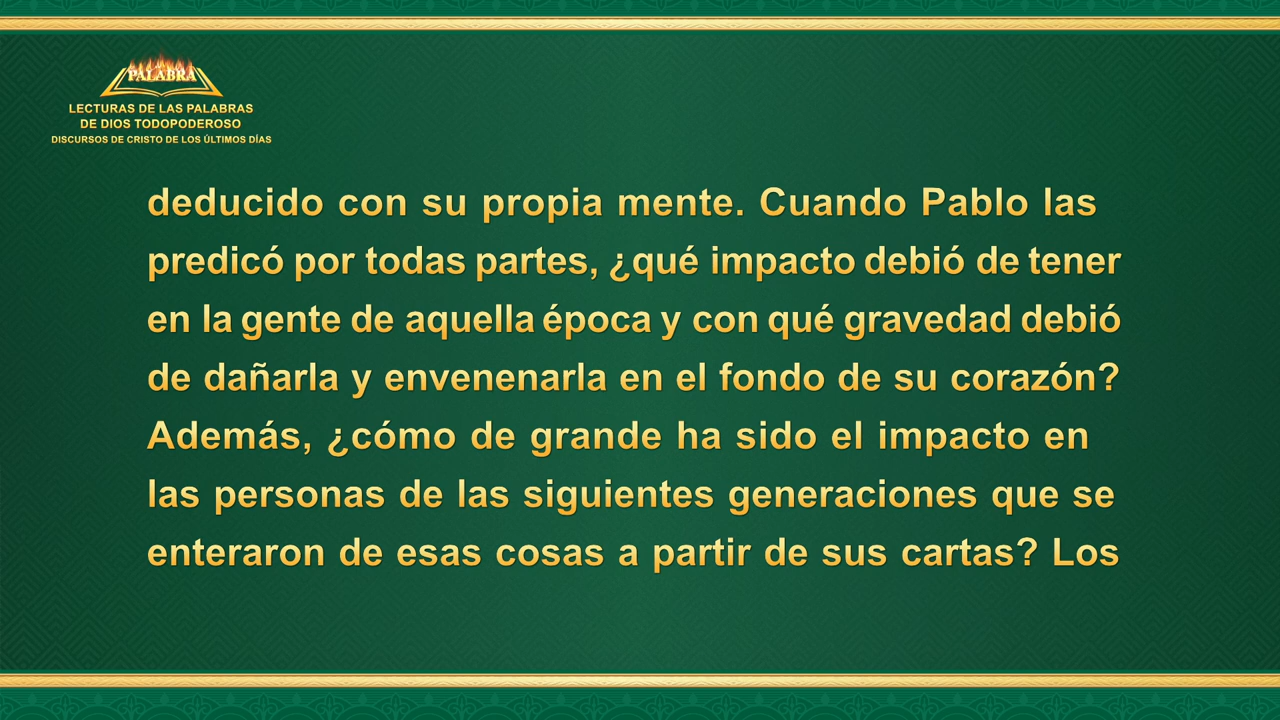 PALABRA
LECTURAS DE LAS PALABRAS
DE DIOS TODOPODEROSO
DISCURSOS DE CRISTO DE LOS ÚLTIMOS DÍAS
deducido con su propia mente. Cuando Pablo las
predicó por todas partes, ¿qué impacto debió de tener
en la gente de aquella época y con qué gravedad debió
de dañarla y envenenarla en el fondo de su corazón?
Además, ¿cómo de grande ha sido el impacto en
las personas de las siguientes generaciones que se
enteraron de esas cosas a partir de sus cartas? Los